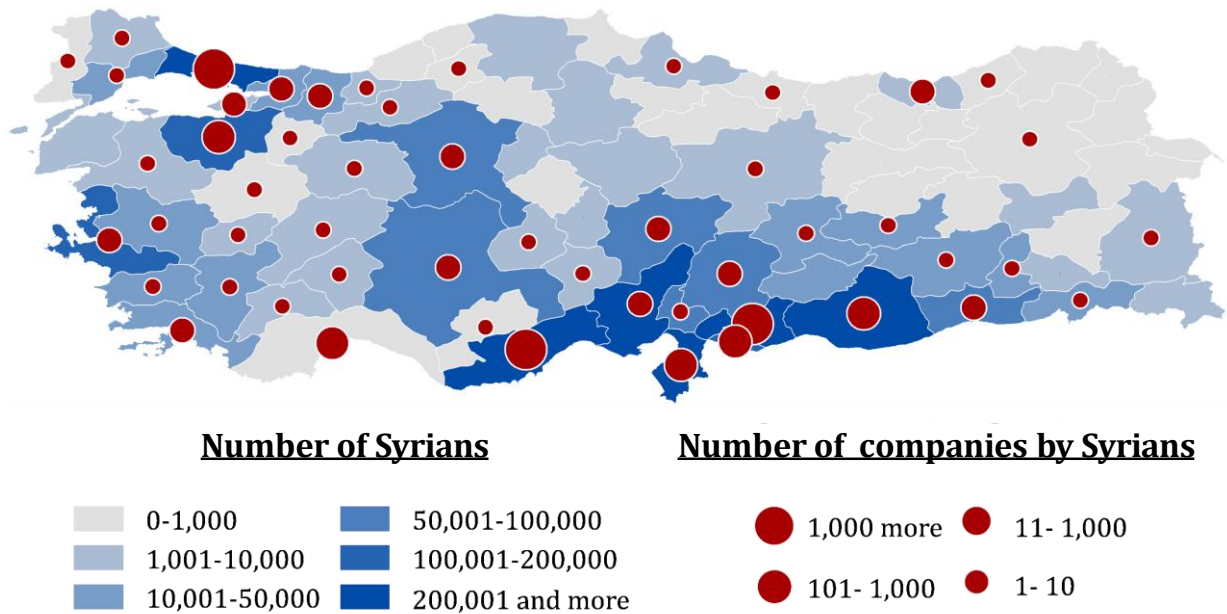 Number of Syrians
0-1,000
1,001-10,000
10,001-50,000
50,001-100,000
100,001-200,000
200,001 and more
Number of  companies by Syrians
1,000 more
101- 1,000
11- 1,000
1- 10